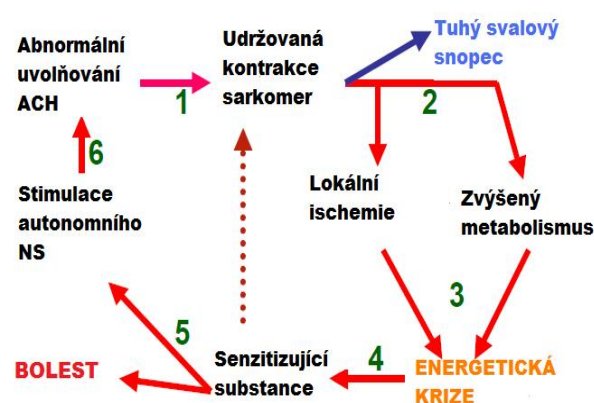 Abnormální
uvolňování
ACH
1
Udržovaná
kontrakce
sarkomer
Tuhý svalový
snopec
2
6
Stimulace
autonomního
NS
Lokální
ischemie
Zvýšený
metabolismus
3
5
4
BOLEST
Senzitizující
substance
ENERGETICKÁ
KRIZE